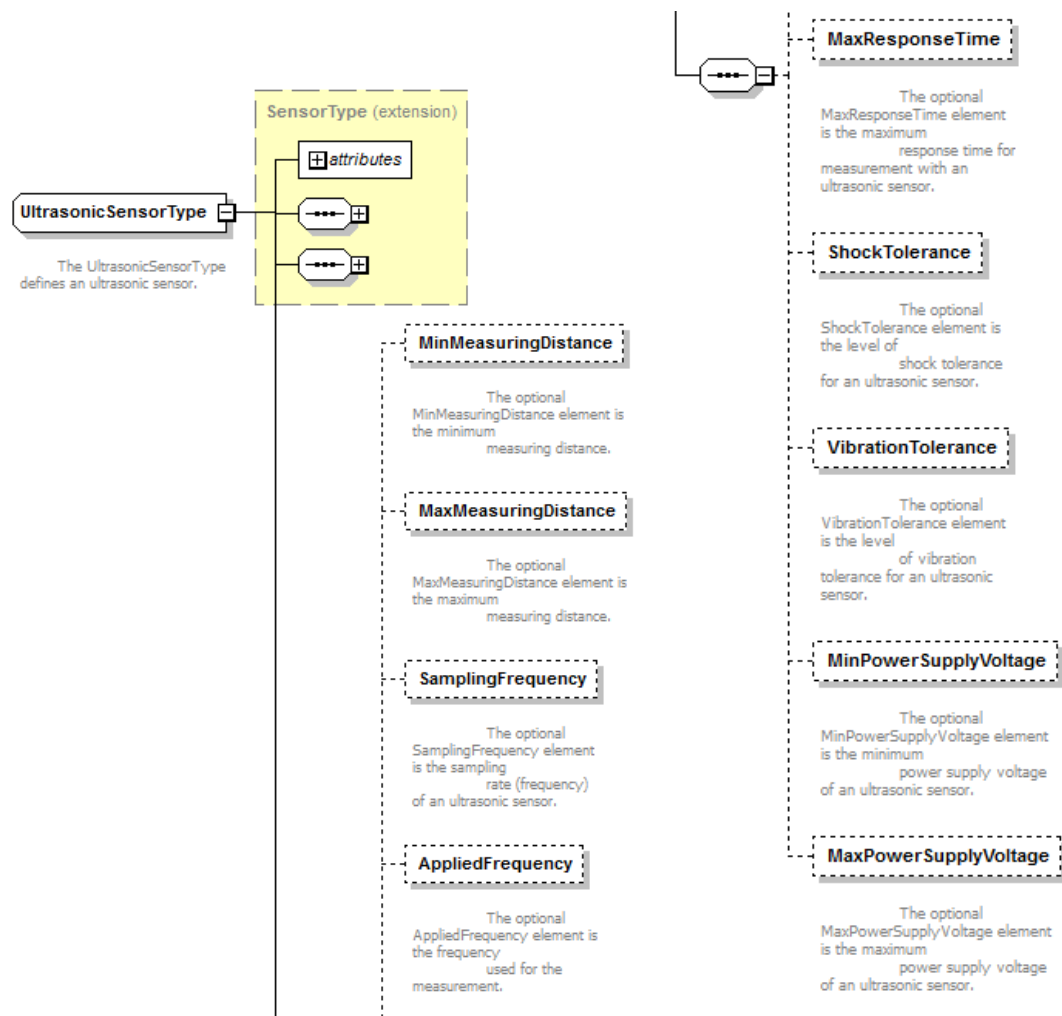 SensorType (extension)
attributes
UltrasonicSensorType
The UltrasonicSensorType
defines an ultrasonic sensor.
MinMeasuringDistance
The optional
MinMeasuringDistance element is
the minimum
measuring distance.
MaxMeasuringDistance
The optional
MaxMeasuringDistance element is
the maximum
measuring distance.
SamplingFrequency
The optional
SamplingFrequency element
is the sampling
rate (frequency)
of an ultrasonic sensor.
AppliedFrequency
The optional
AppliedFrequency element is
the frequency
used for the
measurement.
MaxResponseTime
The optional
MaxResponseTime element
is the maximum
response time for
measurement with an
ultrasonic sensor.
ShockTolerance
The optional
ShockTolerance element is
the level of
shock tolerance
for an ultrasonic sensor.
VibrationTolerance
The optional
VibrationTolerance element
is the level
of vibration
tolerance for an ultrasonic
sensor.
MinPowerSupplyVoltage
The optional
MinPowerSupplyVoltage element
is the minimum
power supply voltage
of an ultrasonic sensor.
MaxPowerSupplyVoltage
The optional
MaxPowerSupplyVoltage element
is the maximum
power supply voltage
of an ultrasonic sensor.